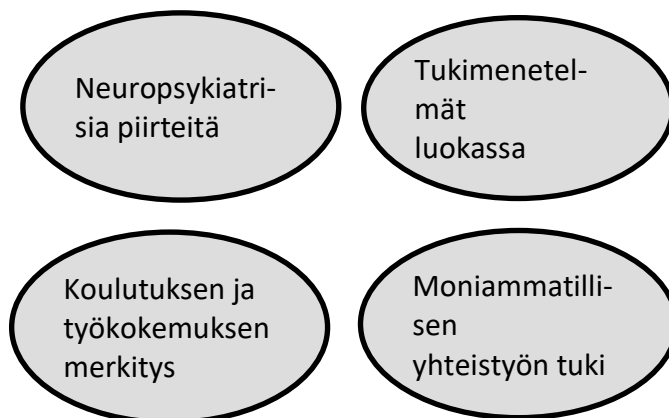 Neuropsykiatri-
sia piirteitä
Tukimenetel-
mät
luokassa
Koulutuksen ja
työkokemuksen
merkitys
Moniammatilli-
sen
yhteistyön tuki